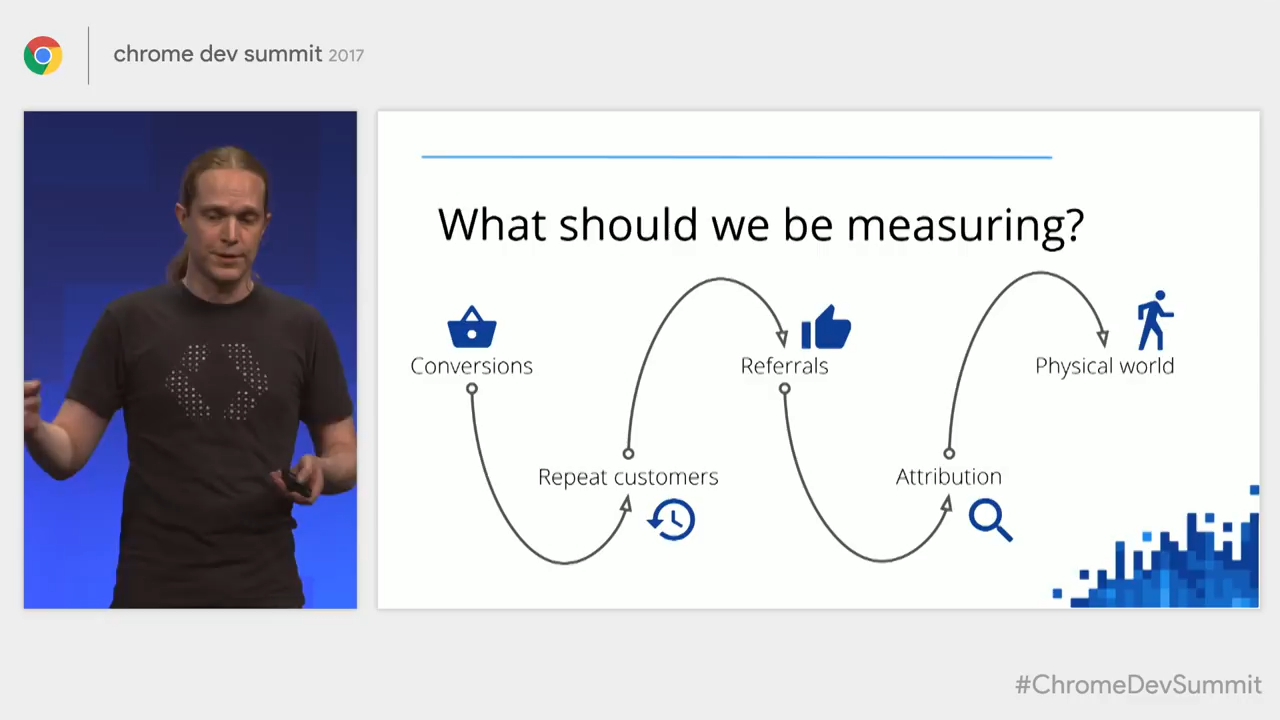 chrome dev summit 2017
What should we be measuring?
Conversions
Referrals
Physical world
Repeat customers
Attribution
#ChromeDevSummit